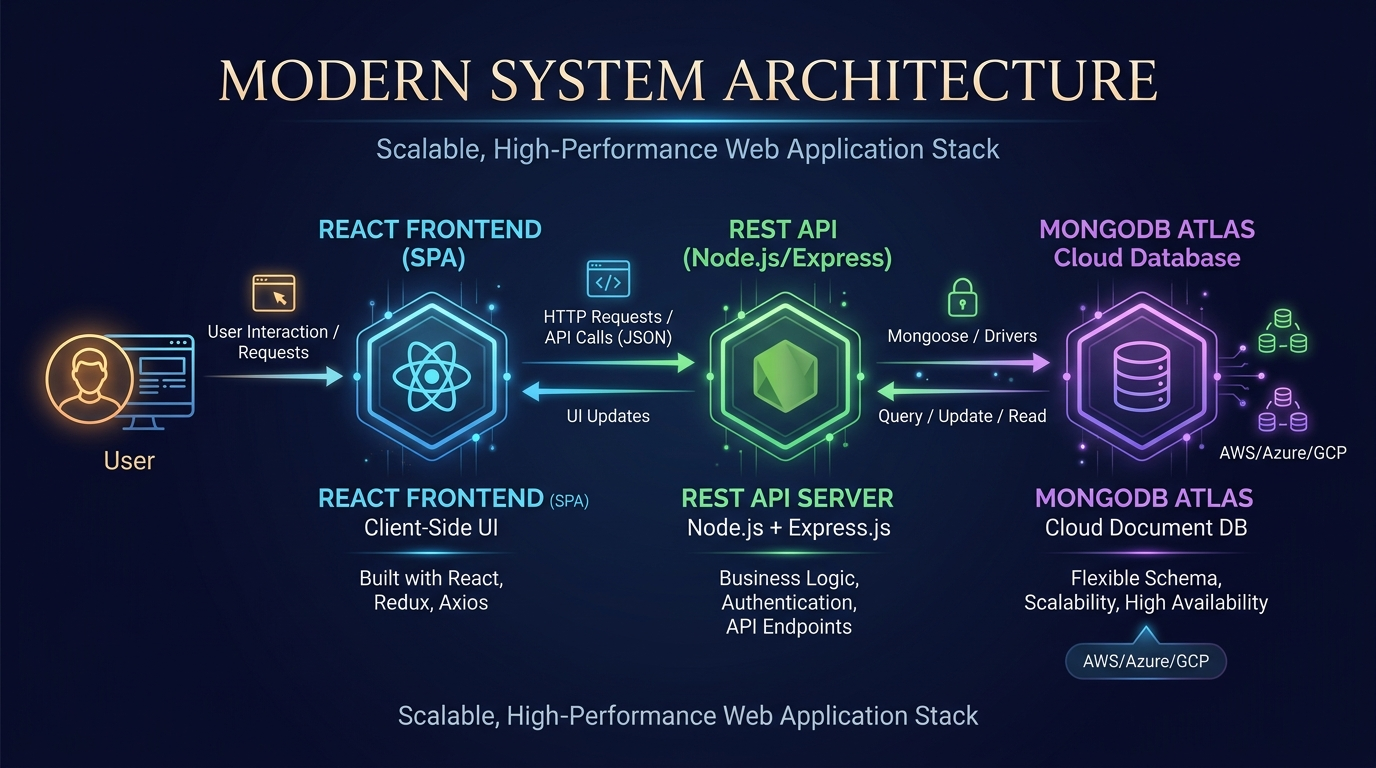 MODERN SYSTEM ARCHITECTURE
Scalable, High-Performance Web Application Stack
REACT FRONTEND
(SPA)
REST API
(Node.js/Express)
MONGODB ATLAS
Cloud Database
User Interaction /
Requests
</>
HTTP Requests /
API Calls (JSON)
UI Updates
Mongoose / Drivers
Query / Update / Read
User
AWS/Azure/GCP
REACT FRONTEND (SPA)
Client-Side UI
Built with React,
Redux, Axios
REST API SERVER
Node.js + Express.js
Business Logic,
Authentication,
API Endpoints
MONGODB ATLAS
Cloud Document DB
Flexible Schema,
Scalability, High Availability
AWS/Azure/GCP
Scalable, High-Performance Web Application Stack